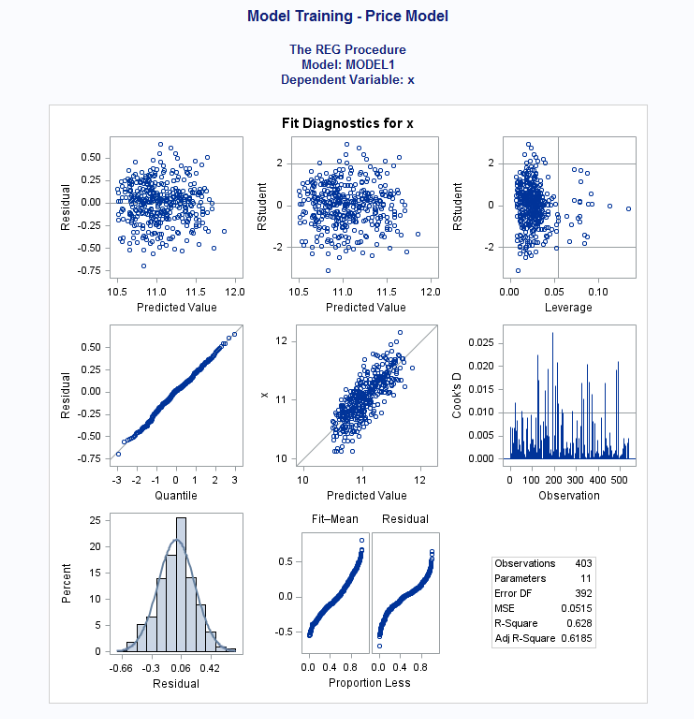 Model Training - Price Model
The REG Procedure
Model: MODEL1
Dependent Variable: x
Fit Diagnostics for x
Residual
0.50
0.25
0.00
-0.25
-0.50
-0.75
10.5 11.0 11.5 12.0
Predicted Value
RStudent
2
0
-2
10.5 11.0 11.5 12.0
Predicted Value
RStudent
2
0
-2
0.00 0.05 0.10
Leverage
Residual
0.50
0.25
0.00
-0.25
-0.50
-0.75
-3 -2 -1 0 1 2 3
Quantile
x
12
11
10
10 11 12
Predicted Value
Cook's D
0.025
0.020
0.015
0.010
0.005
0.000
0 100 200 300 400 500
Observation
Percent
25
20
15
10
5
0
-0.66 -0.3 0.06 0.42
Residual
Fit–Mean Residual
0.5
0.0
-0.5
0.0 0.4 0.8 0.0 0.4 0.8
Proportion Less
Observations 403
Parameters 11
Error DF 392
MSE 0.0515
R-Square 0.628
Adj R-Square 0.6185